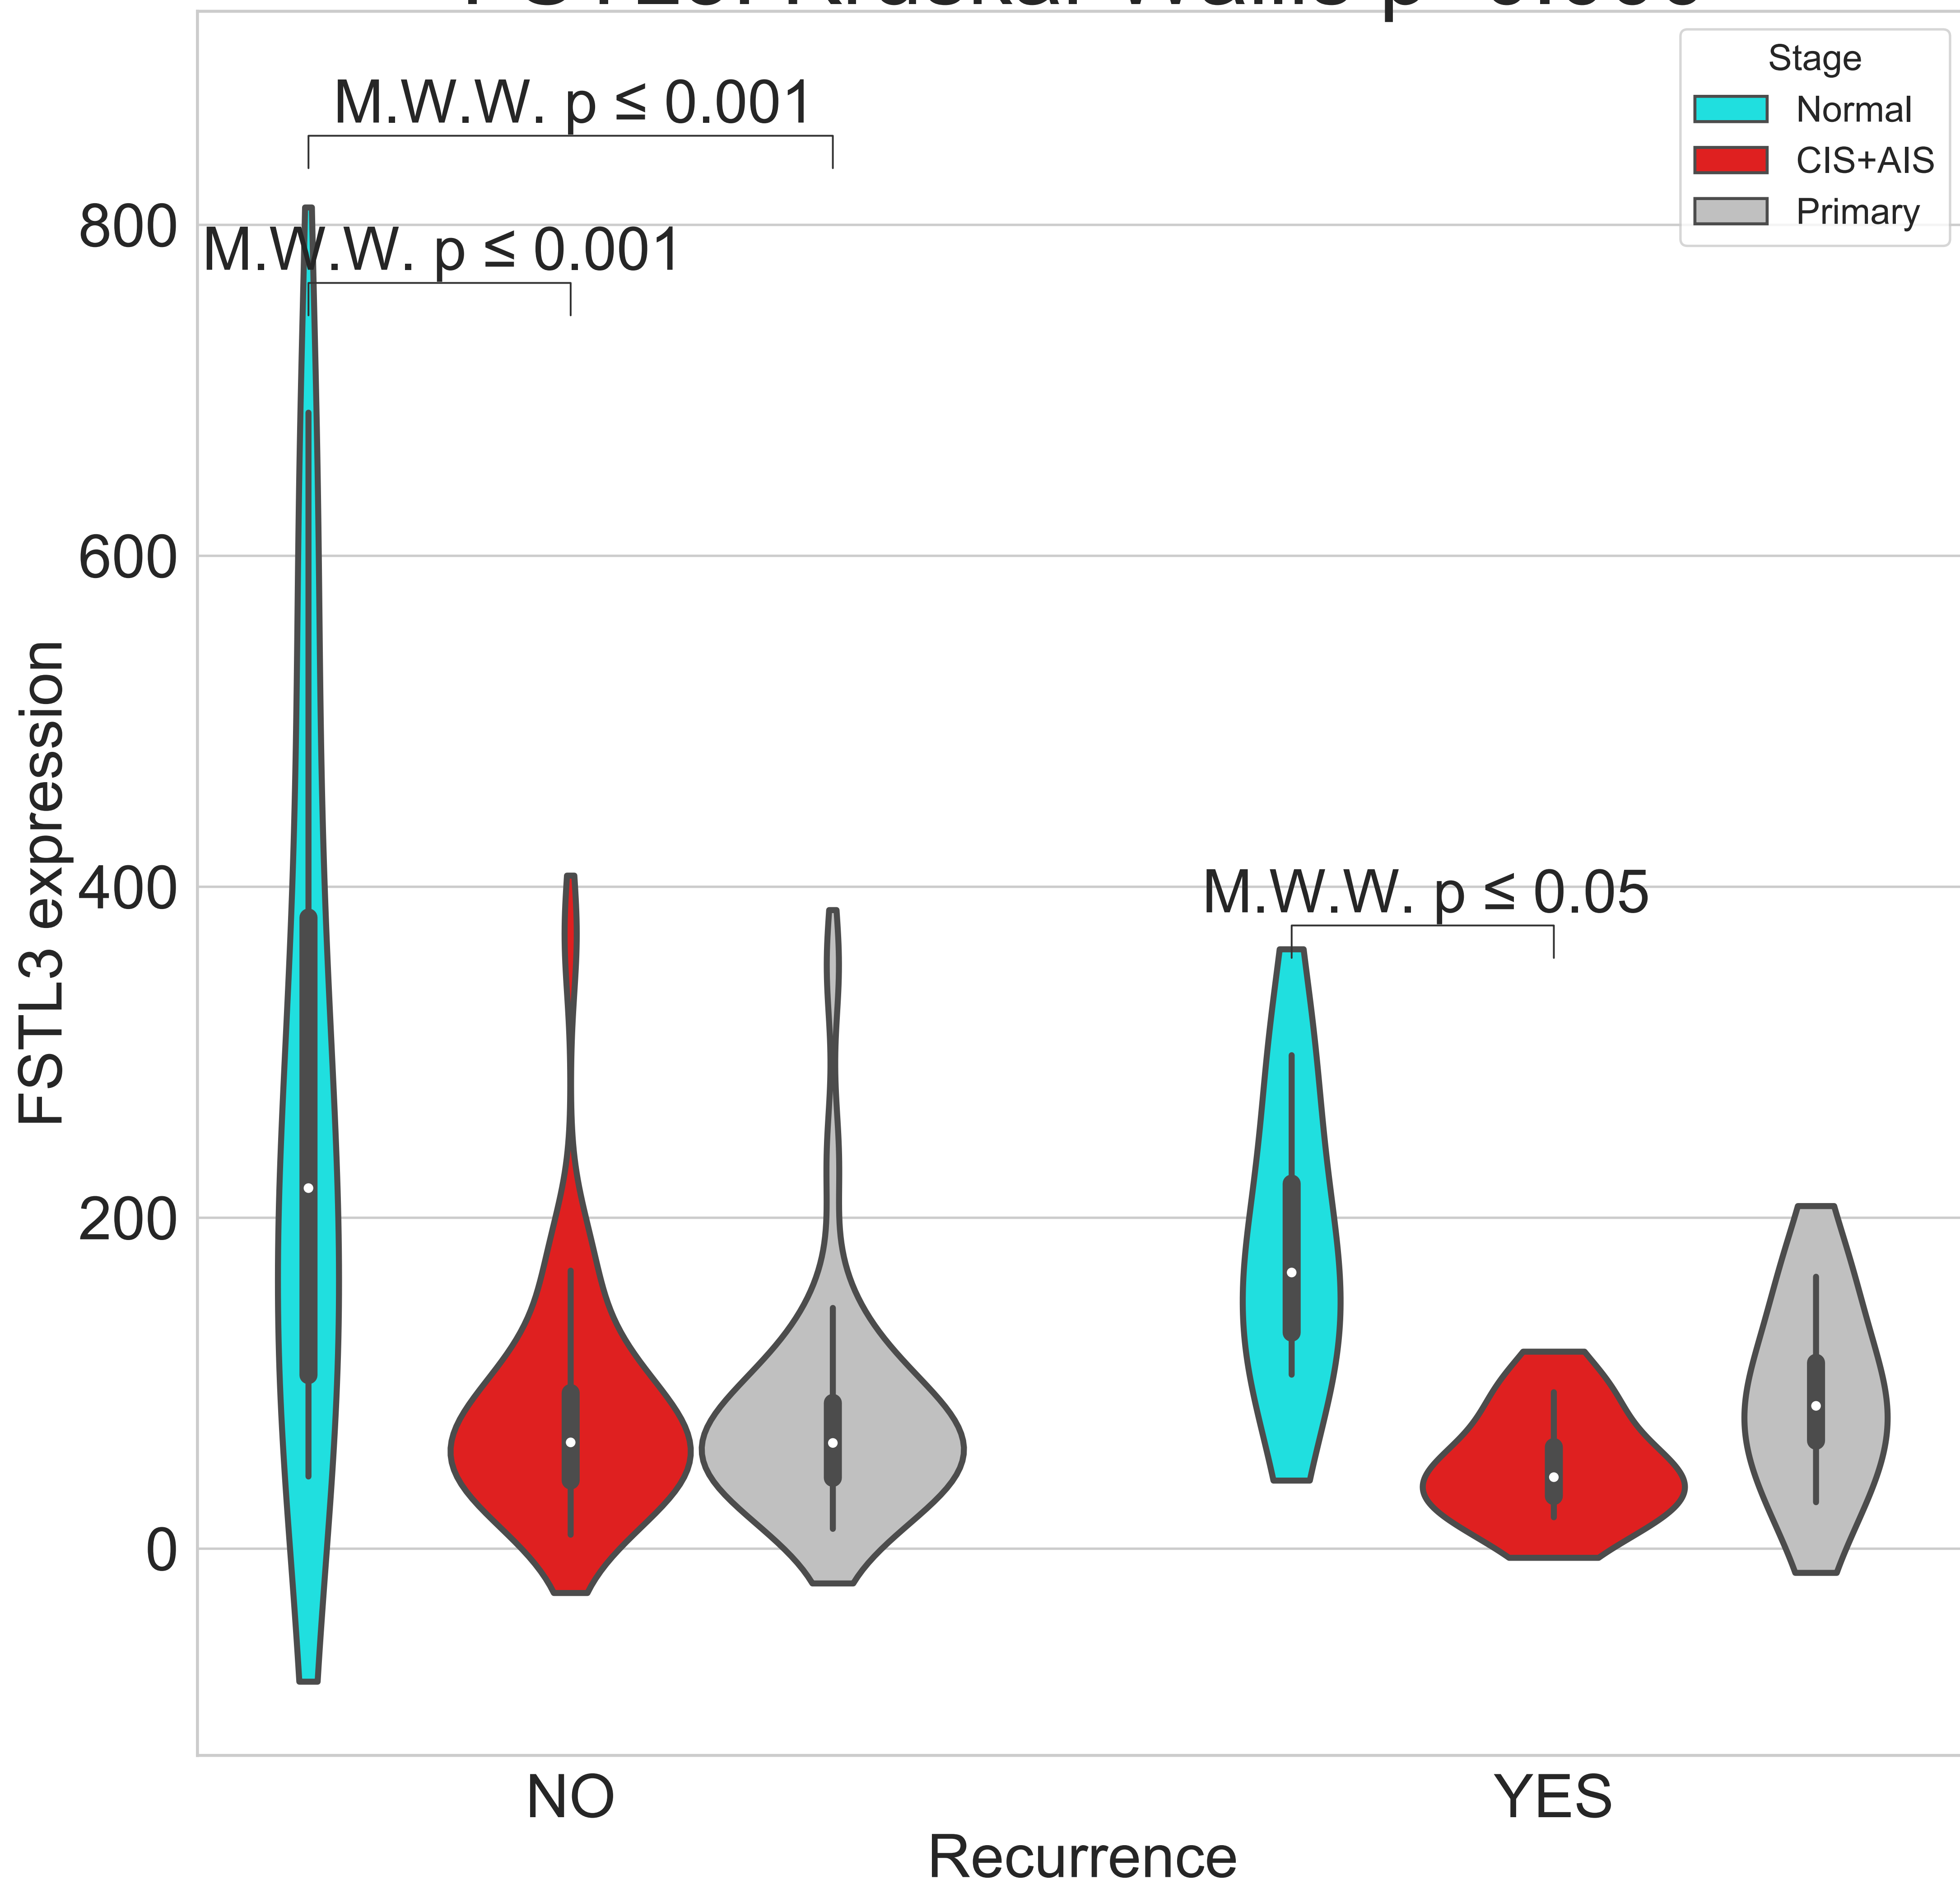 Stage
Normal
CIS+AIS
Primary
M.W.W. p ≤ 0.001
M.W.W. p ≤ 0.001
M.W.W. p ≤ 0.05
800
600
400
200
0
FSTL3 expression
NO
YES
Recurrence